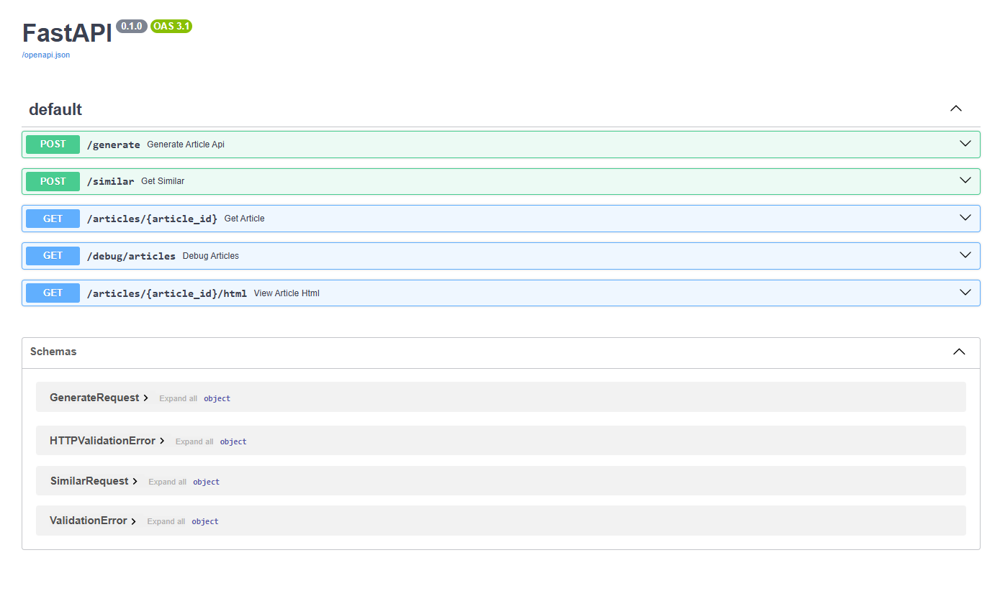 FastAPI 0.1.0 OAS 3.1
/openapi.json
default
POST /generate Generate Article Api
POST /similar Get Similar
GET /articles/{article_id} Get Article
GET /debug/articles Debug Articles
GET /articles/{article_id}/html View Article Html
Schemas
GenerateRequest Expand all object
HTTPValidationError Expand all object
SimilarRequest Expand all object
ValidationError Expand all object